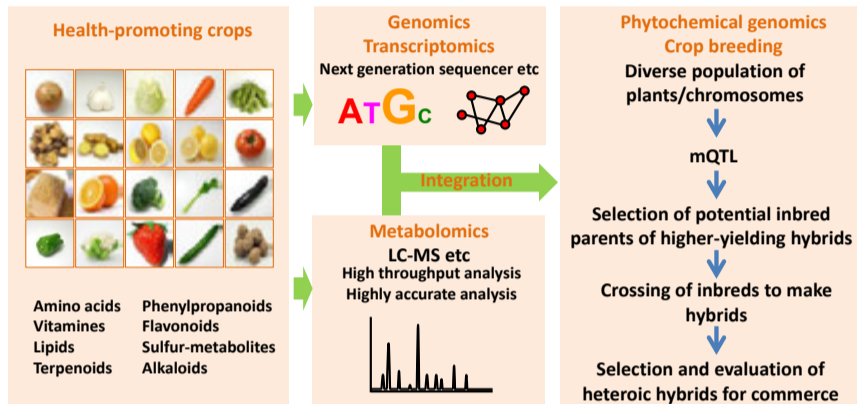 Health-promoting crops
Amino acids
Vitamines
Lipids
Terpenoids
Phenylpropanoids
Flavonoids
Sulfur-metabolites
Alkaloids
Genomics
Transcriptomics
Next generation sequencer etc
ATGC
Integration
Metabolomics
LC-MS etc
High throughput analysis
Highly accurate analysis
Phytochemical genomics
Crop breeding
Diverse population of
plants/chromosomes
mQTL
Selection of potential inbred
parents of higher-yielding hybrids
Crossing of inbreds to make
hybrids
Selection and evaluation of
heteroic hybrids for commerce